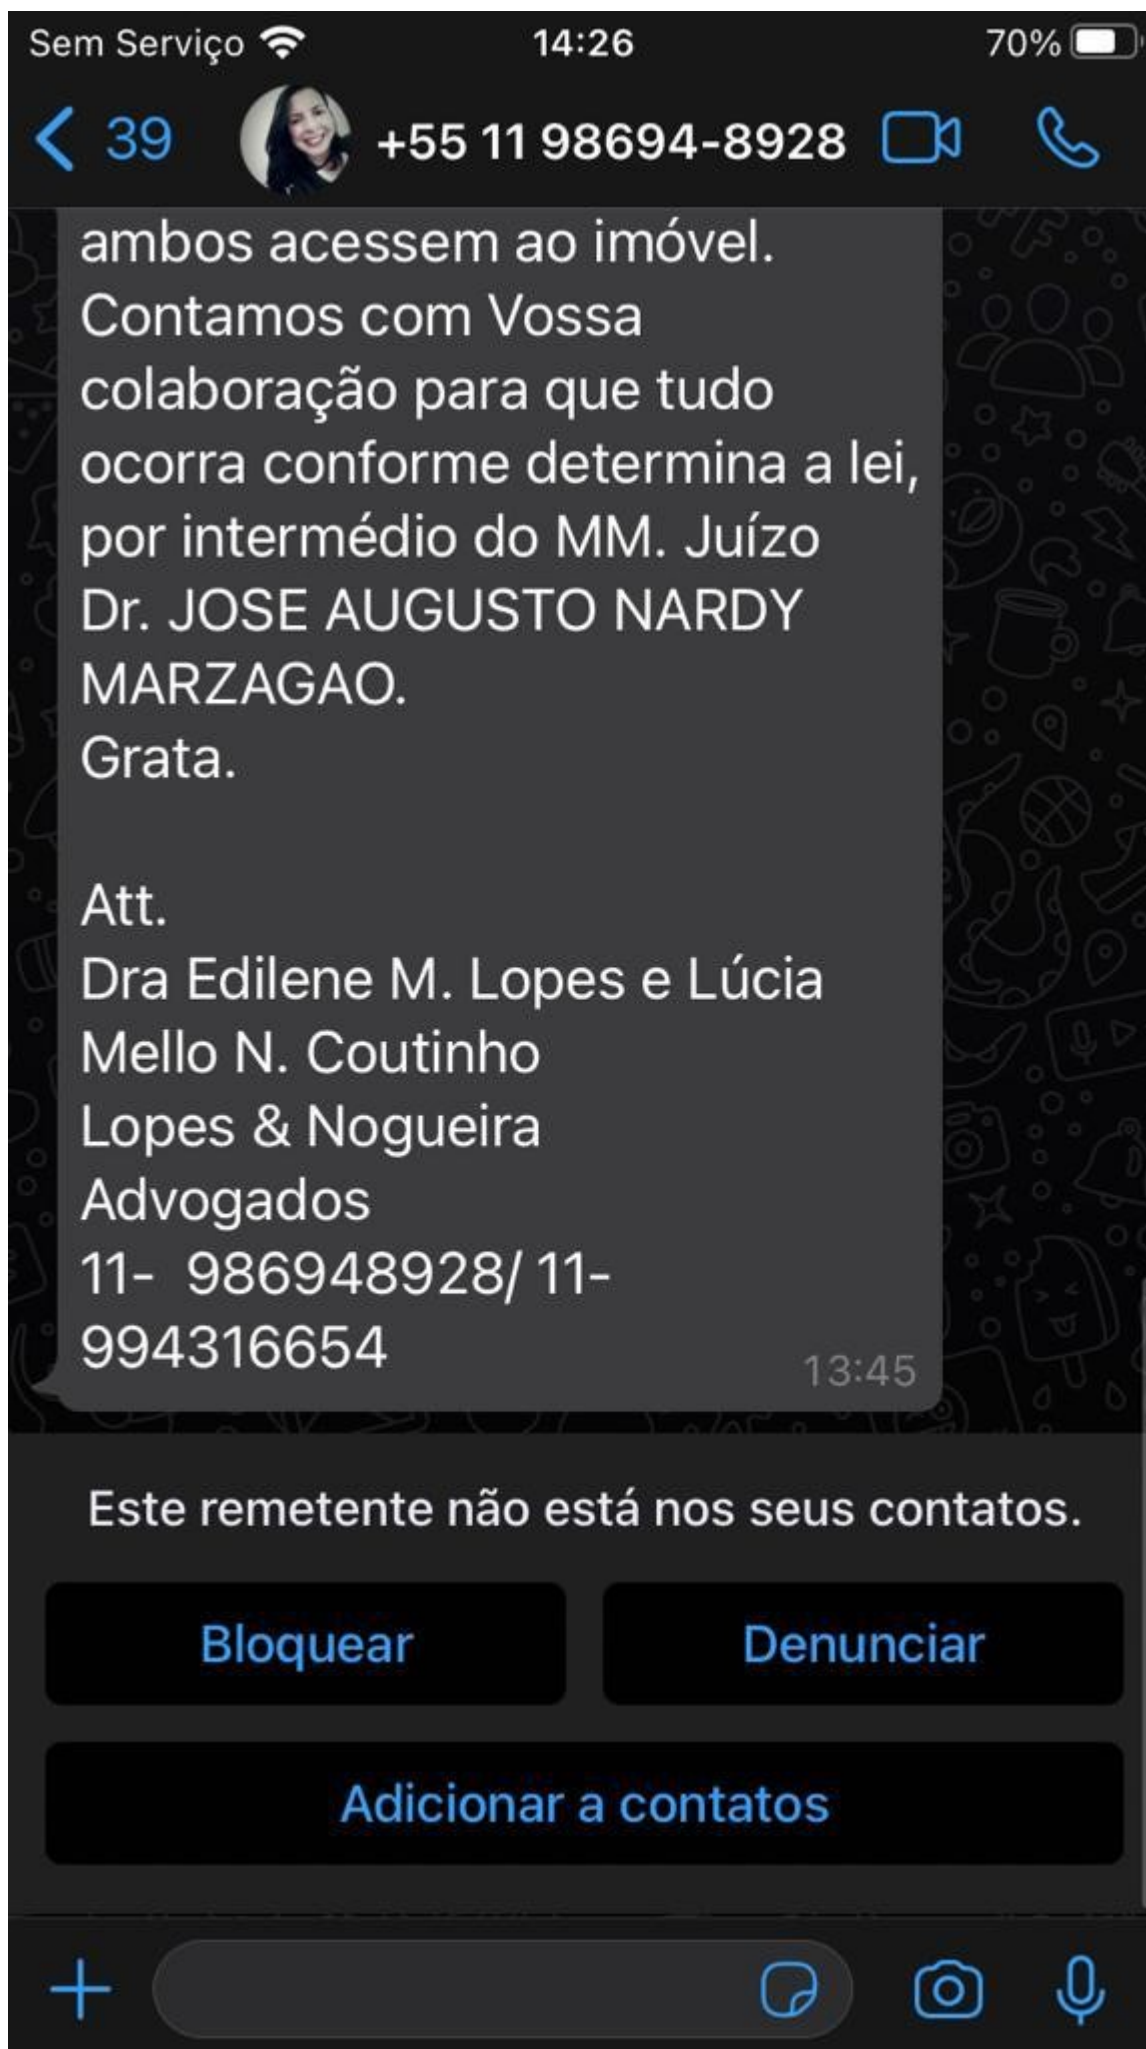 Sem Serviço 14:26 70%
39 +55 11 98694-8928
ambos acessem ao imóvel.
Contamos com Vossa
colaboração para que tudo
ocorra conforme determina a lei,
por intermédio do MM. Juízo
Dr. JOSE AUGUSTO NARDY
MARZAGAO.
Grata.
Att.
Dra Edilene M. Lopes e Lúcia
Mello N. Coutinho
Lopes & Nogueira
Advogados
11-  986948928/ 11-
994316654
13:45
Este remetente não está nos seus contatos.
Bloquear Denunciar
Adicionar a contatos